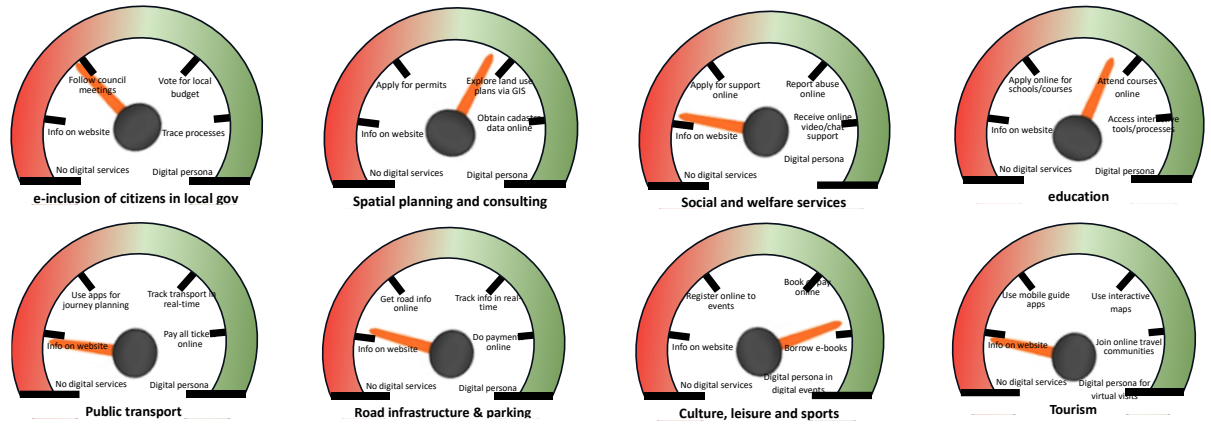 Follow council
meetings
Vote for local
budget
Info on website
Trace processes
No digital services
Digital persona
e-inclusion of citizens in local gov
Apply for permits
Explore land use
plans via GIS
Info on website
Obtain cadastre
data online
No digital services
Digital persona
Spatial planning and consulting
Apply for support
online
Report abuse
online
Info on website
Receive online
video/chat
support
No digital services
Digital persona
Social and welfare services
Apply online for
schools/courses
Attend courses
online
Info on website
Access interactive
tools/processes
No digital services
Digital persona
education
Use apps for
journey planning
Track transport in
real-time
Info on website
Pay all ticket
online
No digital services
Digital persona
Public transport
Get road info
online
Track info in real-
time
Info on website
Do payment
online
No digital services
Digital persona
Road infrastructure & parking
Register online to
events
Book pay
online
Info on website
Borrow e-books
No digital services
Digital persona in
digital events
Culture, leisure and sports
Use mobile guide
apps
Use interactive
maps
Info on website
Join online travel
communities
No digital services
Digital persona for
virtual visits
Tourism